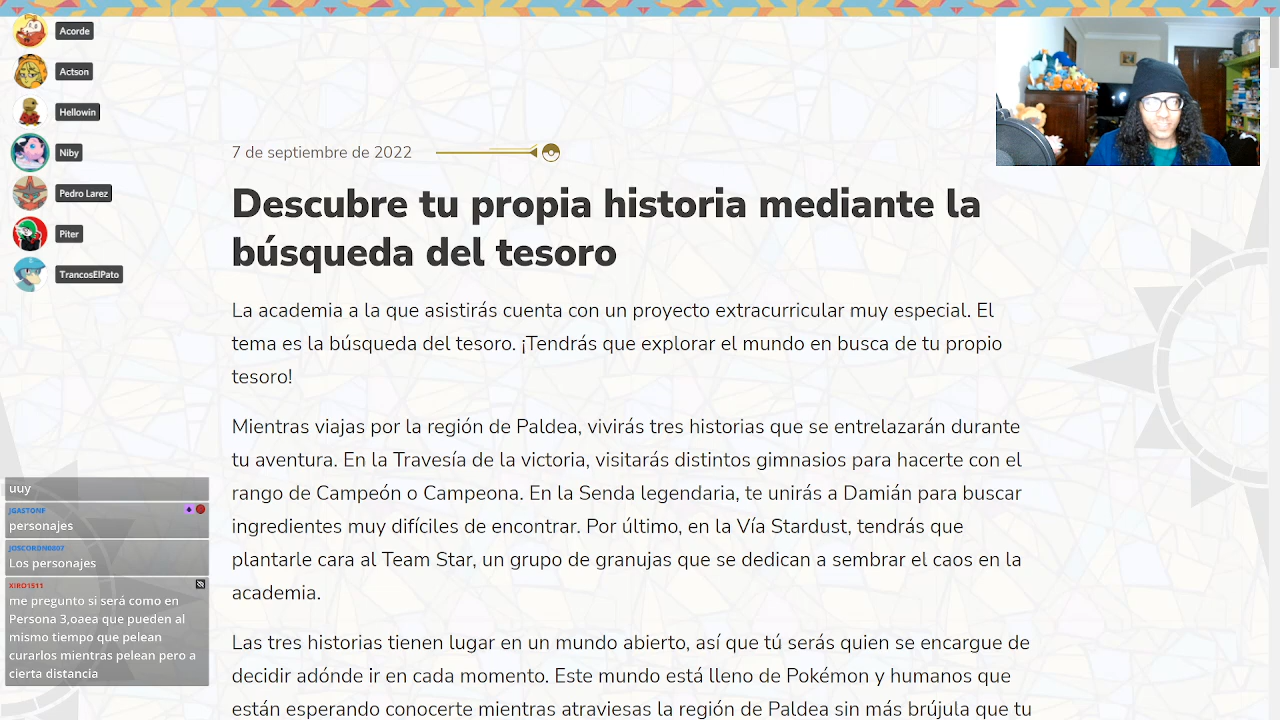 Acorde
Actson
Hellowin
Niby
Pedro Larez
Piter
TrancosElPato
7 de septiembre de 2022
Descubre tu propia historia mediante la
búsqueda del tesoro
La academia a la que asistirás cuenta con un proyecto extracurricular muy especial. El
tema es la búsqueda del tesoro. ¡Tendrás que explorar el mundo en busca de tu propio
tesoro!
Mientras viajas por la región de Paldea, vivirás tres historias que se entrelazarán durante
tu aventura. En la Travesía de la victoria, visitarás distintos gimnasios para hacerte con el
rango de Campeón o Campeona. En la Senda legendaria, te unirás a Damián para buscar
ingredientes muy difíciles de encontrar. Por último, en La Vía Stardust, tendrás que
plantarle cara al Team Star, un grupo de granujas que se dedican a sembrar el caos en la
academia.
Las tres historias tienen lugar en un mundo abierto, así que tú serás quien se encargue de
decidir adónde ir en cada momento. Este mundo está lleno de Pokémon y humanos que
están esperando conocerte mientras atraviesas la región de Paldea sin más brújula que tu
uuy
JGASTONF
personajes
JOSCORDN0807
Los personajes
XIRO1511
me pregunto si será como en
Persona 3,oaea que pueden al
mismo tiempo que pelean
curarlos mientras pelean pero a
cierta distancia